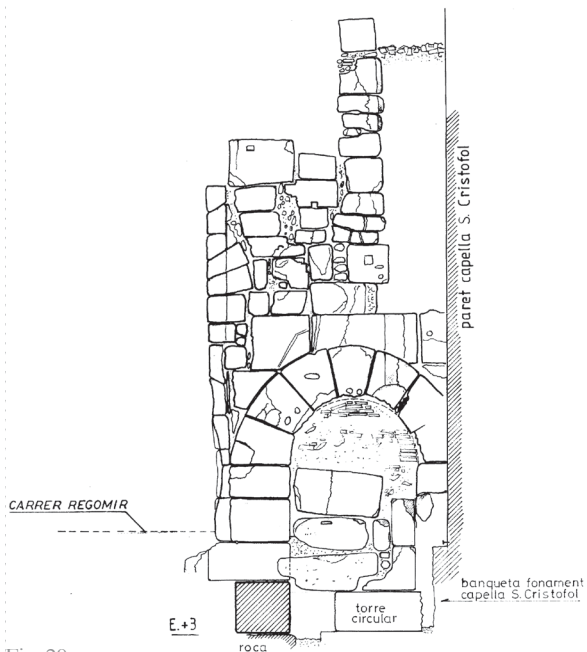 paret capella S. Cristofol
CARRER REGOMIR
banqueta fonament
capella S. Cristofol
torre
circular
E.+3
roca